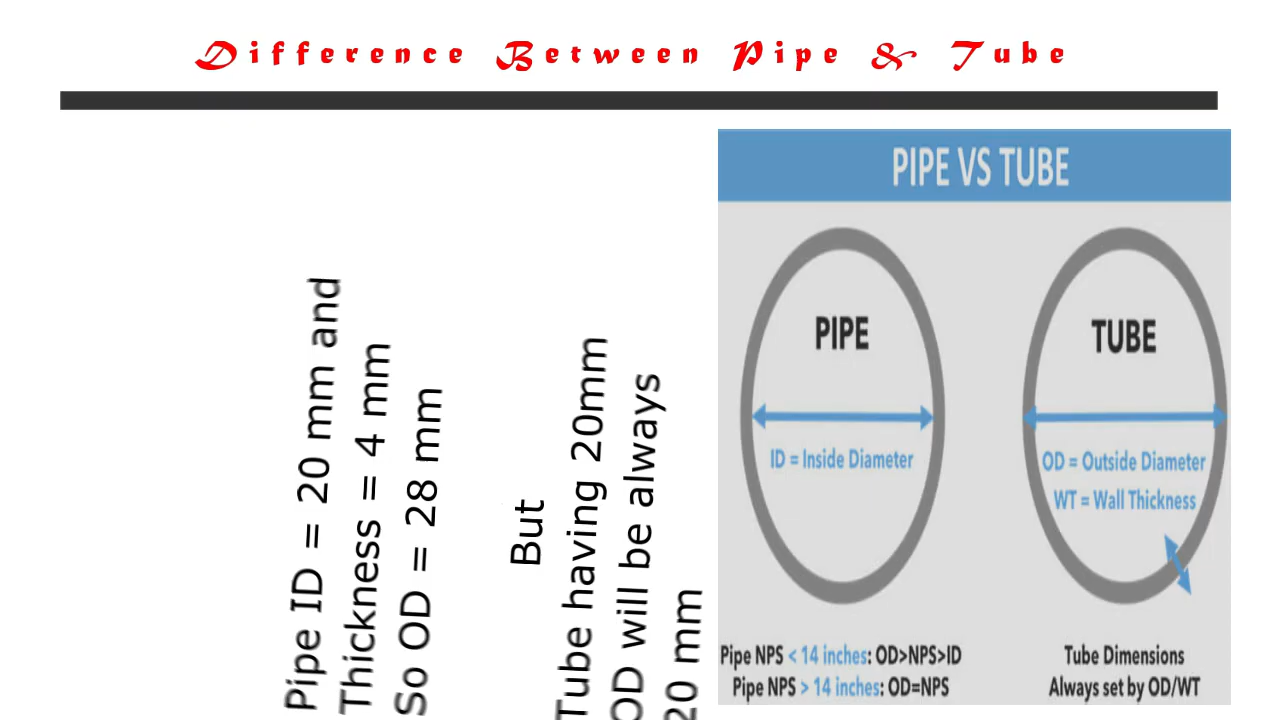 Difference Between Pipe & Tube
Pipe ID = 20 mm and
Thickness = 4 mm
So OD = 28 mm
But
Tube having 20mm
OD will be always
20 mm
PIPE VS TUBE
PIPE
ID = Inside Diameter
Pipe NPS < 14 inches: OD>NPS>ID
Pipe NPS > 14 inches: OD=NPS
TUBE
OD = Outside Diameter
WT = Wall Thickness
Tube Dimensions
Always set by OD/WT